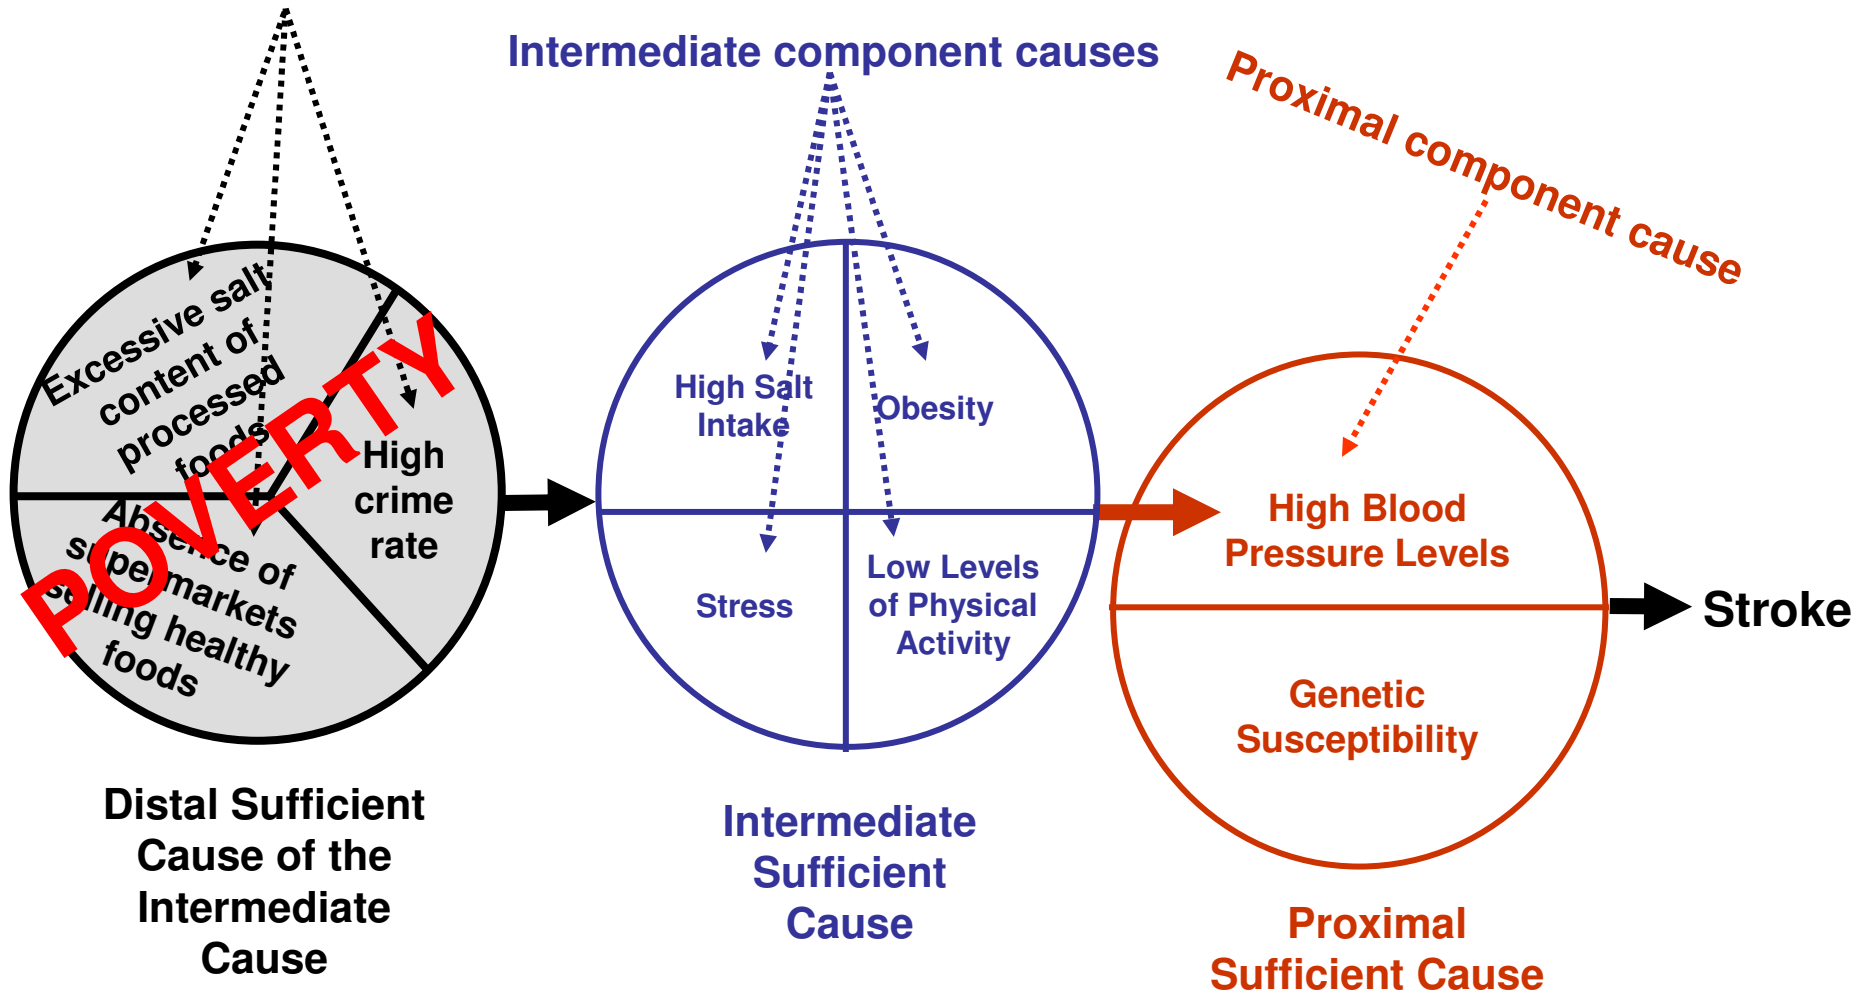 Intermediate component causes
Proximal component cause
Excessive salt
content of
processed
foods
High
crime
rate
Absence of
supermarkets
selling healthy
foods
POVERTY
High Salt
Intake
Obesity
Stress
Low Levels
of Physical
Activity
High Blood
Pressure Levels
Genetic
Susceptibility
Stroke
Distal Sufficient
Cause of the
Intermediate
Cause
Intermediate
Sufficient
Cause
Proximal
Sufficient Cause